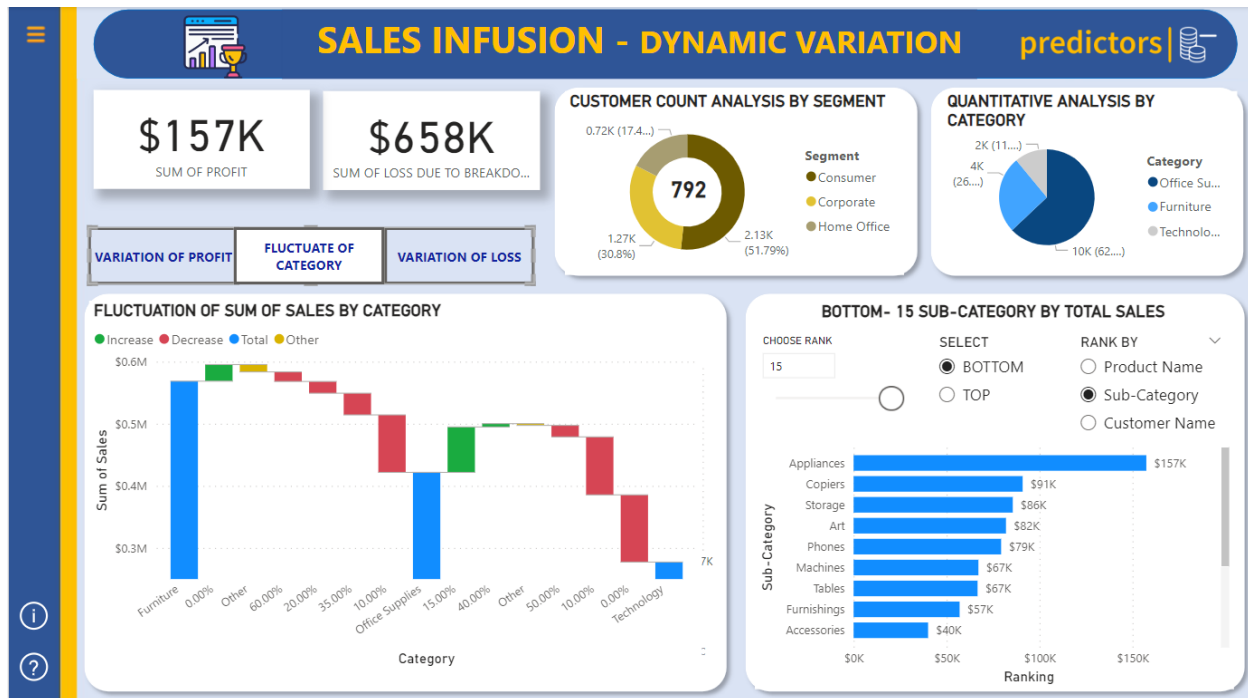 SALES INFUSION - DYNAMIC VARIATION
predictors
$157K
SUM OF PROFIT
$658K
SUM OF LOSS DUE TO BREAKDO...
CUSTOMER COUNT ANALYSIS BY SEGMENT
0.72K (17.4...)
792
1.27K
(30.8%)
2.13K
(51.79%)
Segment
Consumer
Corporate
Home Office
QUANTITATIVE ANALYSIS BY
CATEGORY
2K (11....)
4K
(26....)
10K (62....)
Category
Office Su...
Furniture
Technolo...
VARIATION OF PROFIT
FLUCTUATE OF
CATEGORY
VARIATION OF LOSS
FLUCTUATION OF SUM OF SALES BY CATEGORY
Increase Decrease Total Other
$0.6M
$0.5M
$0.4M
$0.3M
Sum of Sales
Furniture
0.00%
Other
60.00%
20.00%
35.00%
10.00%
Office Supplies
15.00%
40.00%
Other
50.00%
10.00%
0.00%
Technology
7K
Category
BOTTOM- 15 SUB-CATEGORY BY TOTAL SALES
CHOOSE RANK
15
SELECT
BOTTOM
TOP
RANK BY
Product Name
Sub-Category
Customer Name
Sub-Category
Appliances $157K
Copiers $91K
Storage $86K
Art $82K
Phones $79K
Machines $67K
Tables $67K
Furnishings $57K
Accessories $40K
$0K $50K $100K $150K
Ranking